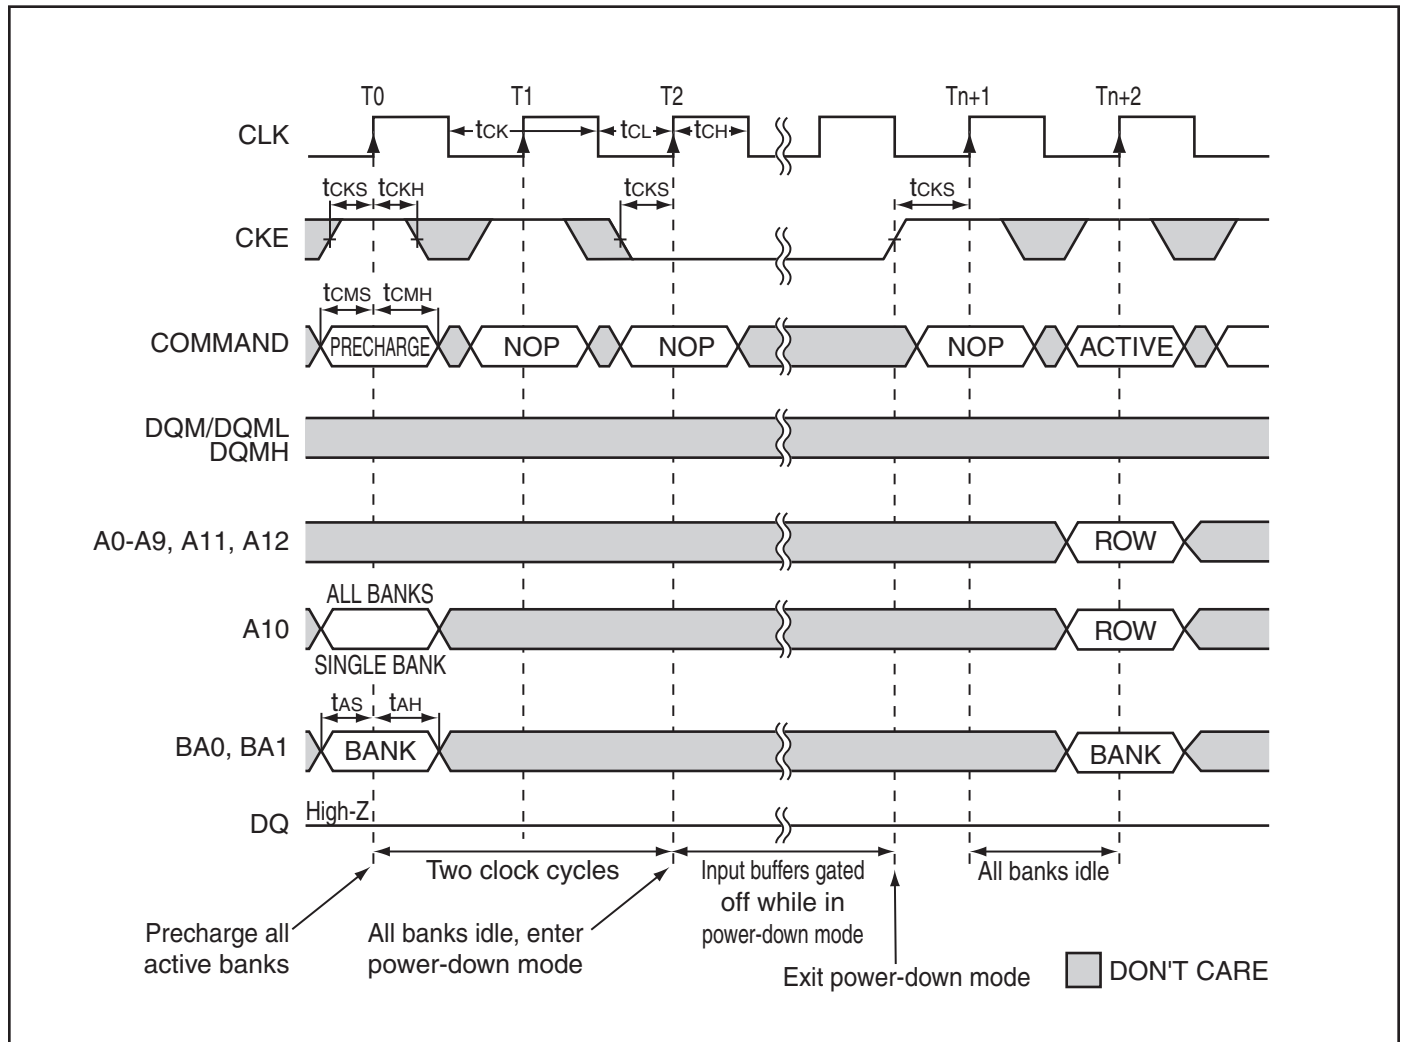 T0 T1 T2 Tn+1 Tn+2
CLK tCK tCL tCH
tCKS tCKH tCKS tCKS
CKE
tCMS tCMH
COMMAND PRECHARGE NOP NOP NOP ACTIVE
DQM/DQML
DQMH
A0-A9, A11, A12 ROW
ALL BANKS
A10 ROW
SINGLE BANK
tAS tAH
BA0, BA1 BANK BANK
DQ High-Z
Two clock cycles
Input buffers gated
off while in
power-down mode
All banks idle
Precharge all
active banks
All banks idle, enter
power-down mode
Exit power-down mode
DON'T CARE